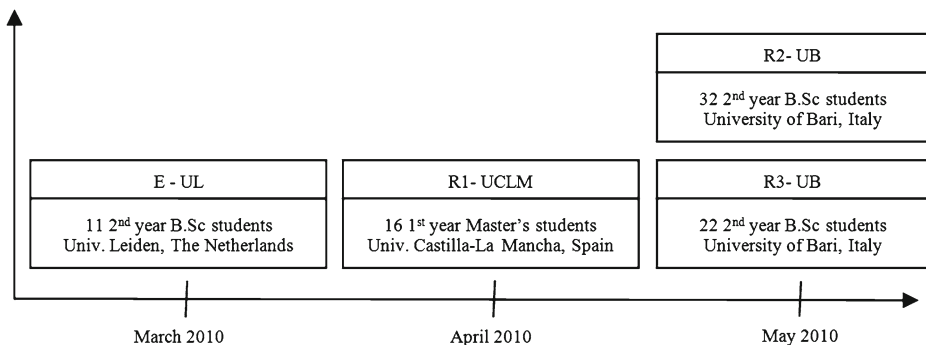 R2- UB
32 2nd year B.Sc students
University of Bari, Italy
E - UL
11 2nd year B.Sc students
Univ. Leiden, The Netherlands
R1- UCLM
16 1st year Master's students
Univ. Castilla-La Mancha, Spain
R3- UB
22 2nd year B.Sc students
University of Bari, Italy
March 2010
April 2010
May 2010